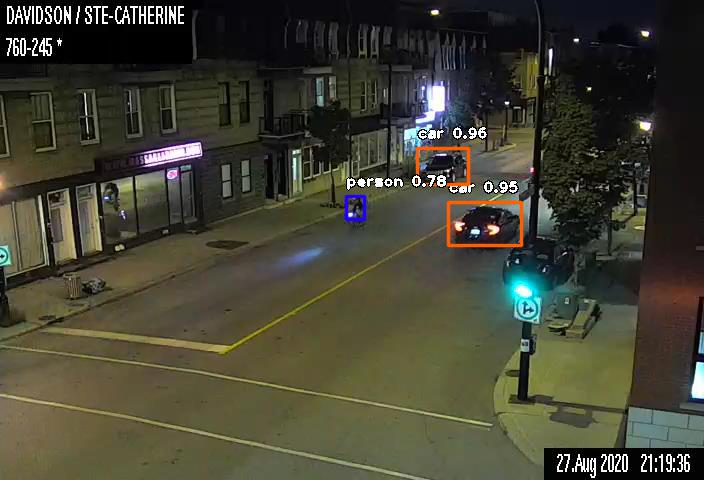 DAVIDSON / STE-CATHERINE
760-245 *
car 0.96
person 0.78
car 0.95
27.Aug 2020 21:19:36